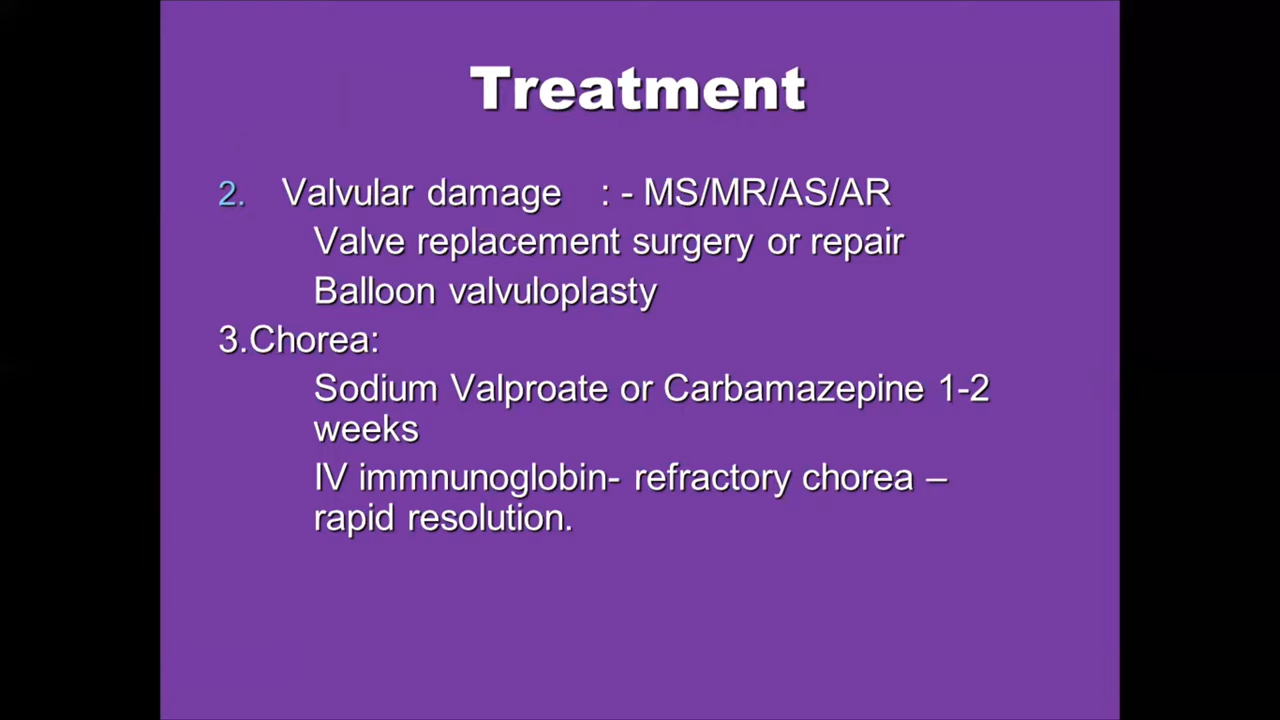 Treatment
2. Valvular damage : - MS/MR/AS/AR
Valve replacement surgery or repair
Balloon valvuloplasty
3.Chorea:
Sodium Valproate or Carbamazepine 1-2
weeks
IV immnunoglobin- refractory chorea –
rapid resolution.